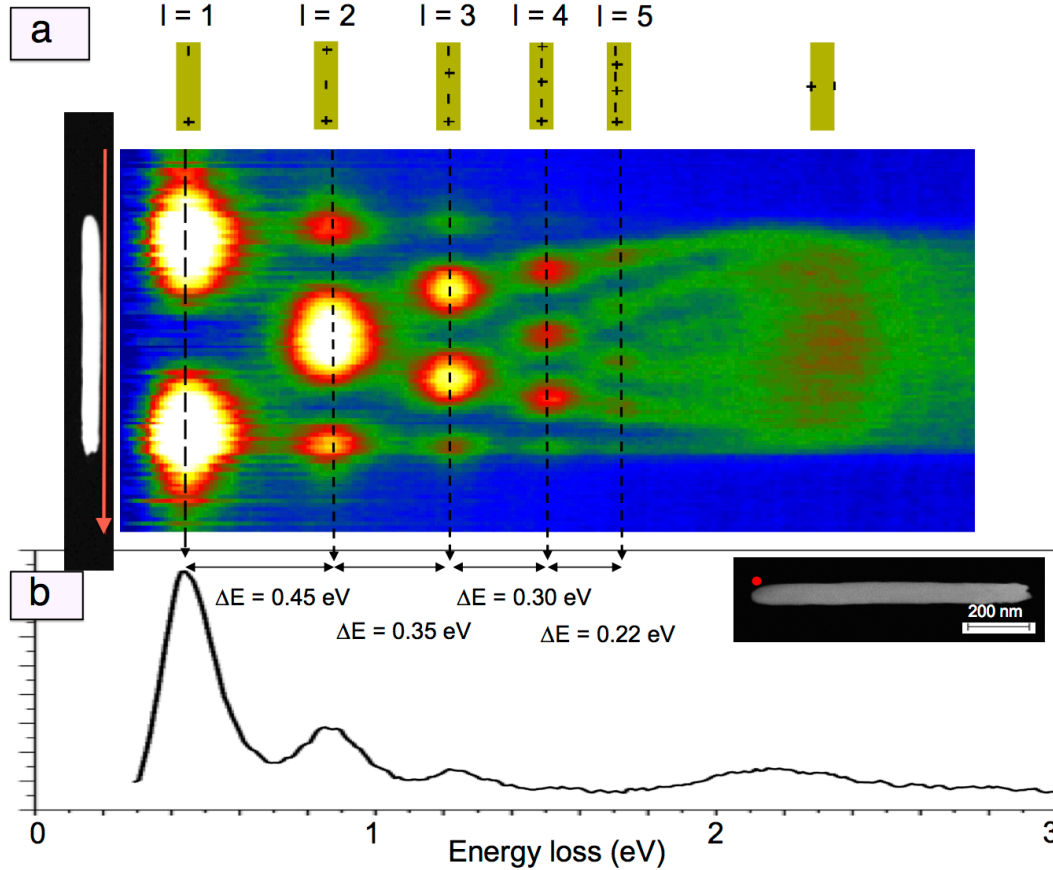 a
l = 1 l = 2 l = 3 l = 4 l = 5
b
ΔE = 0.45 eV
ΔE = 0.35 eV
ΔE = 0.30 eV
ΔE = 0.22 eV
200 nm
0 1 2 3
Energy loss (eV)